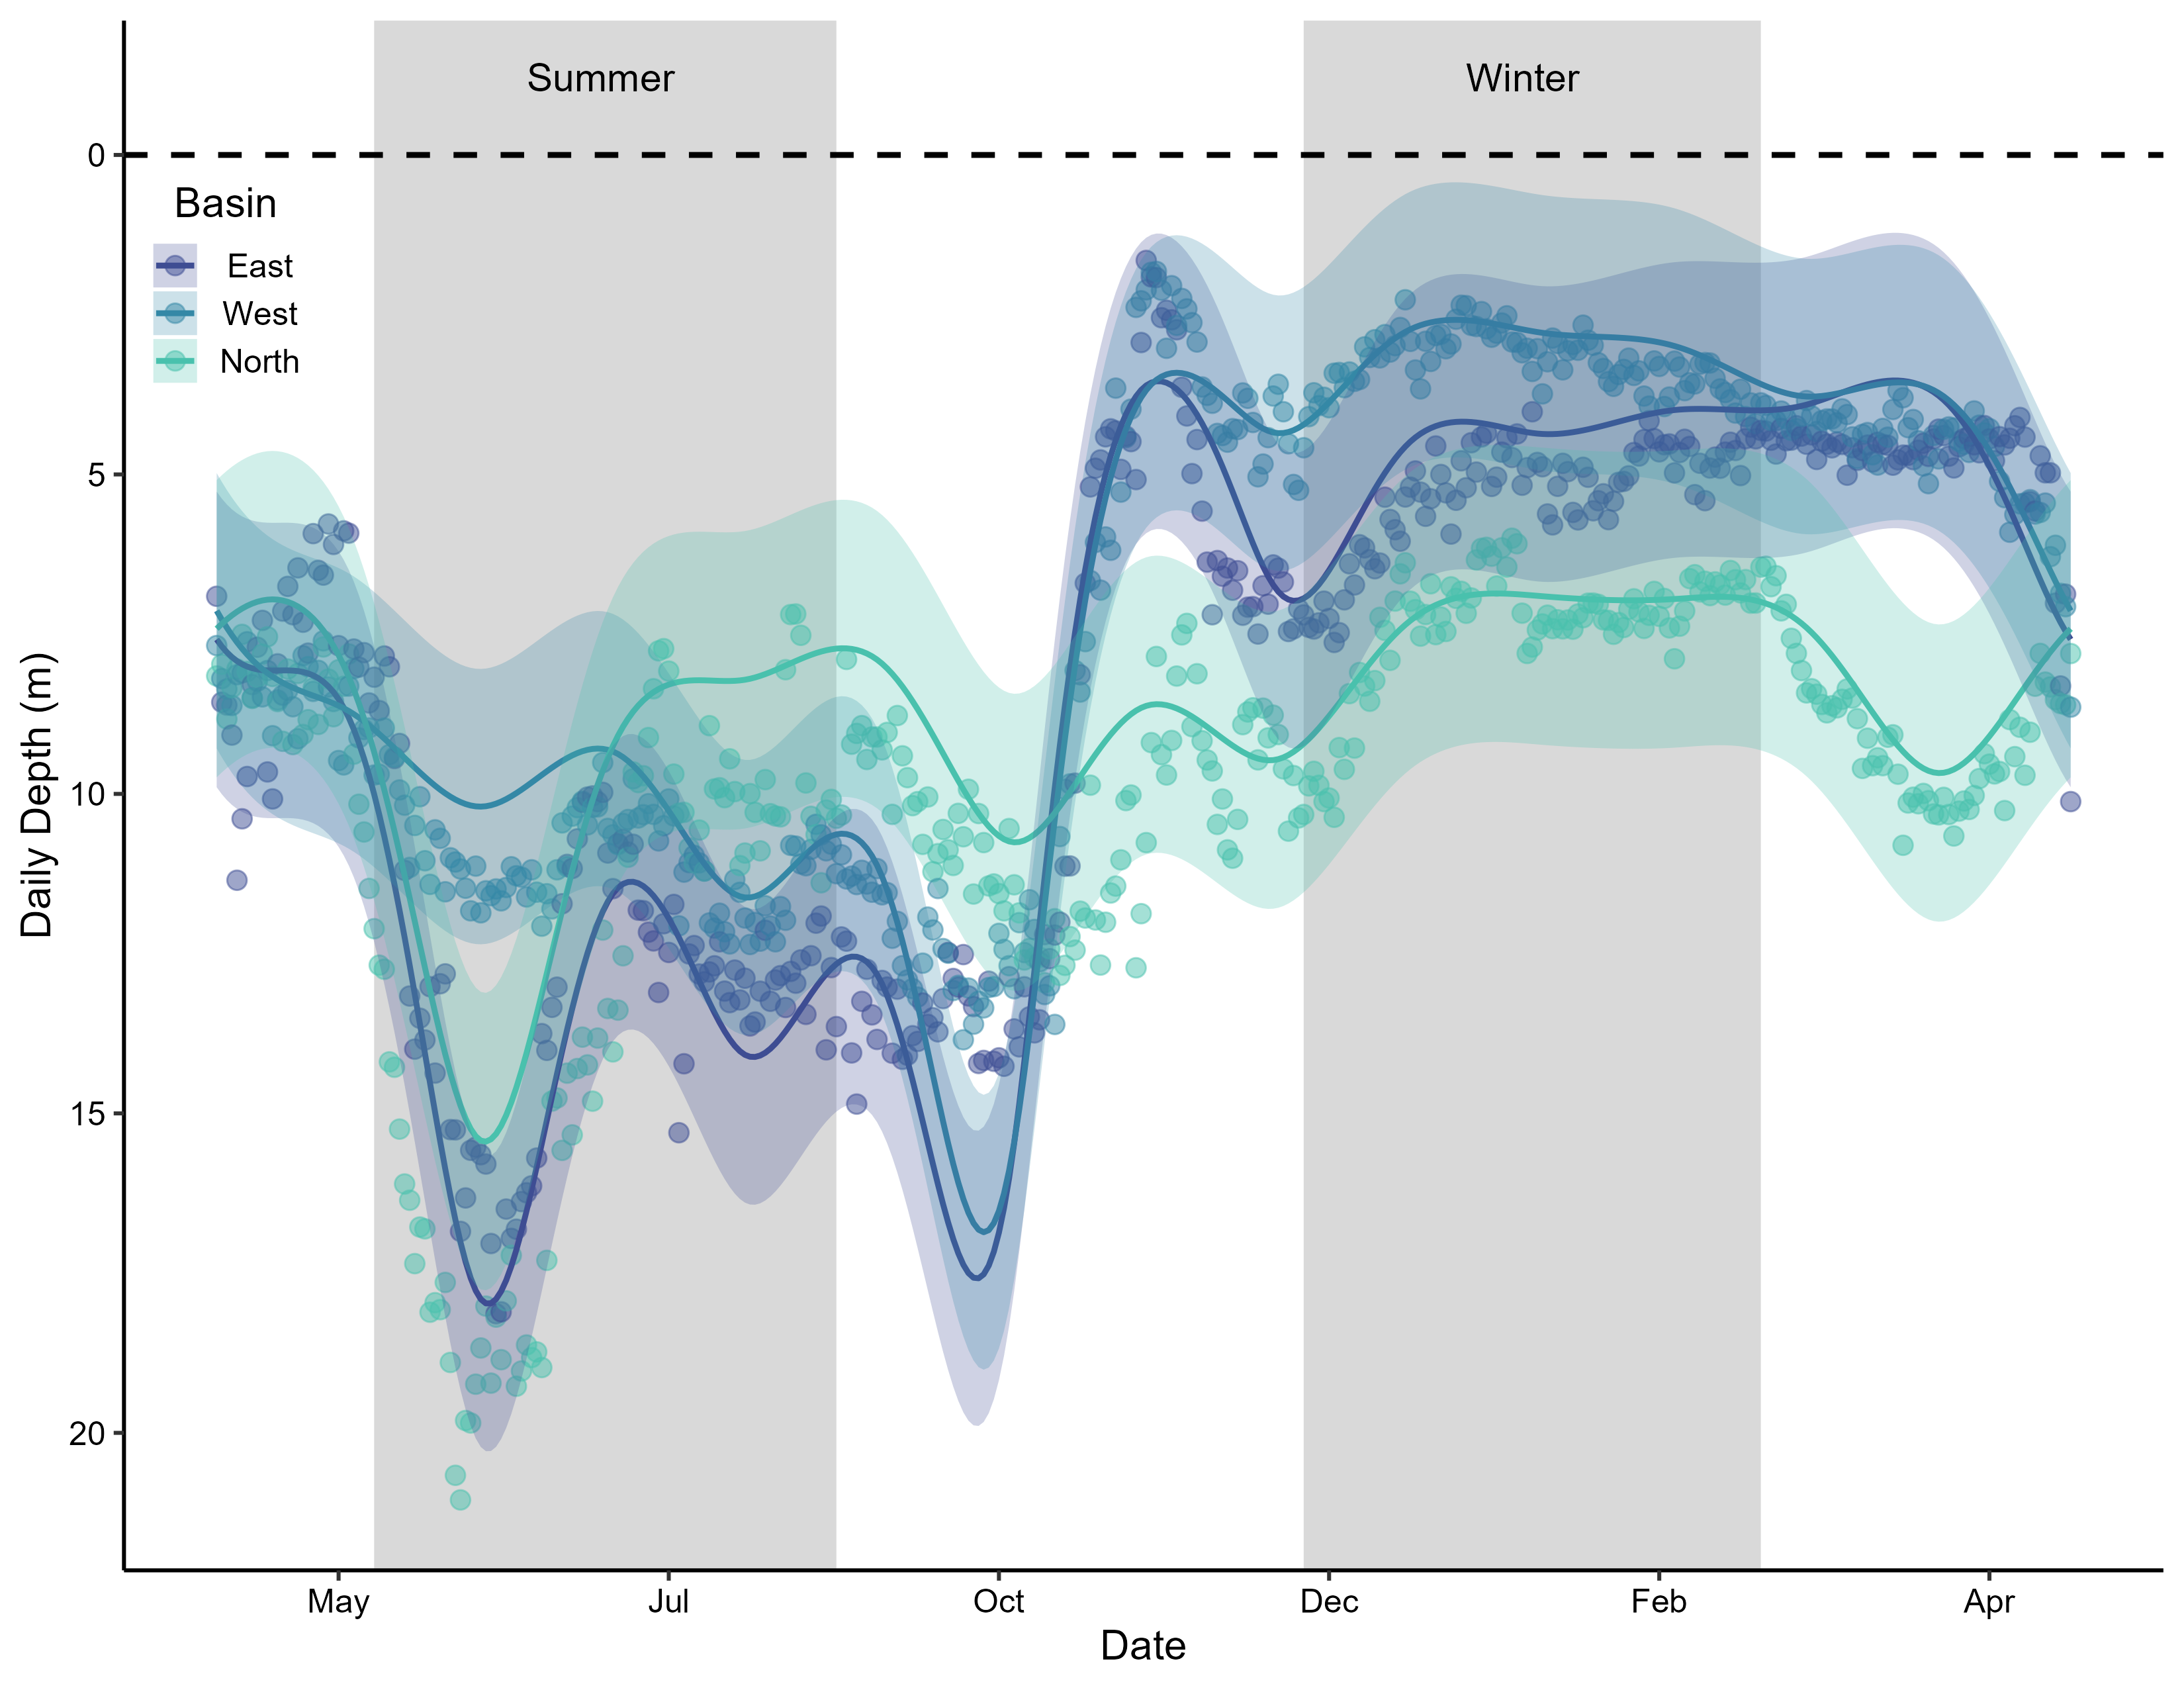 Summer
Winter
0
Basin
East
West
North
5
10
15
20
Daily Depth (m)
May
Jul
Oct
Dec
Feb
Apr
Date